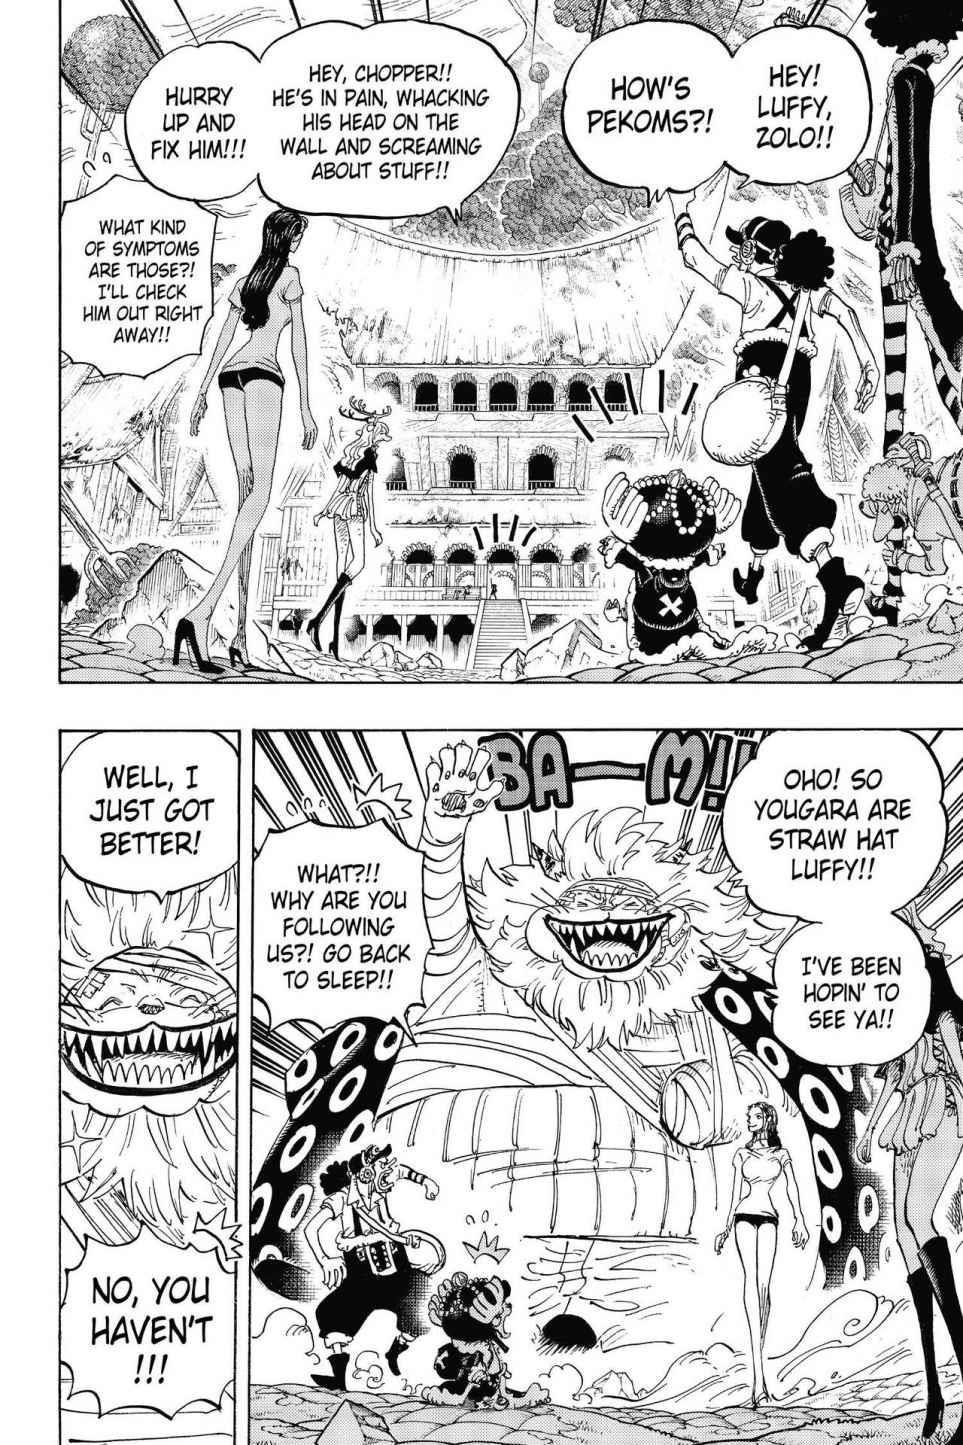 HEY!
LUFFY,
ZOLO!!
HOW'S
PEKOMS?!
HEY, CHOPPER!!
HE'S IN PAIN, WHACKING
HIS HEAD ON THE
WALL AND SCREAMING
ABOUT STUFF!!
HURRY
UP AND
FIX HIM!!!
WHAT KIND
OF SYMPTOMS
ARE THOSE?!
I'LL CHECK
HIM OUT RIGHT
AWAY!!
BA—M!!
OHO! SO
YOUGARA ARE
STRAW HAT
LUFFY!!
I'VE BEEN
HOPIN' TO
SEE YA!!
WHAT?!!
WHY ARE YOU
FOLLOWING
US?! GO BACK
TO SLEEP!!
WELL, I
JUST GOT
BETTER!
NO, YOU
HAVEN'T
!!!